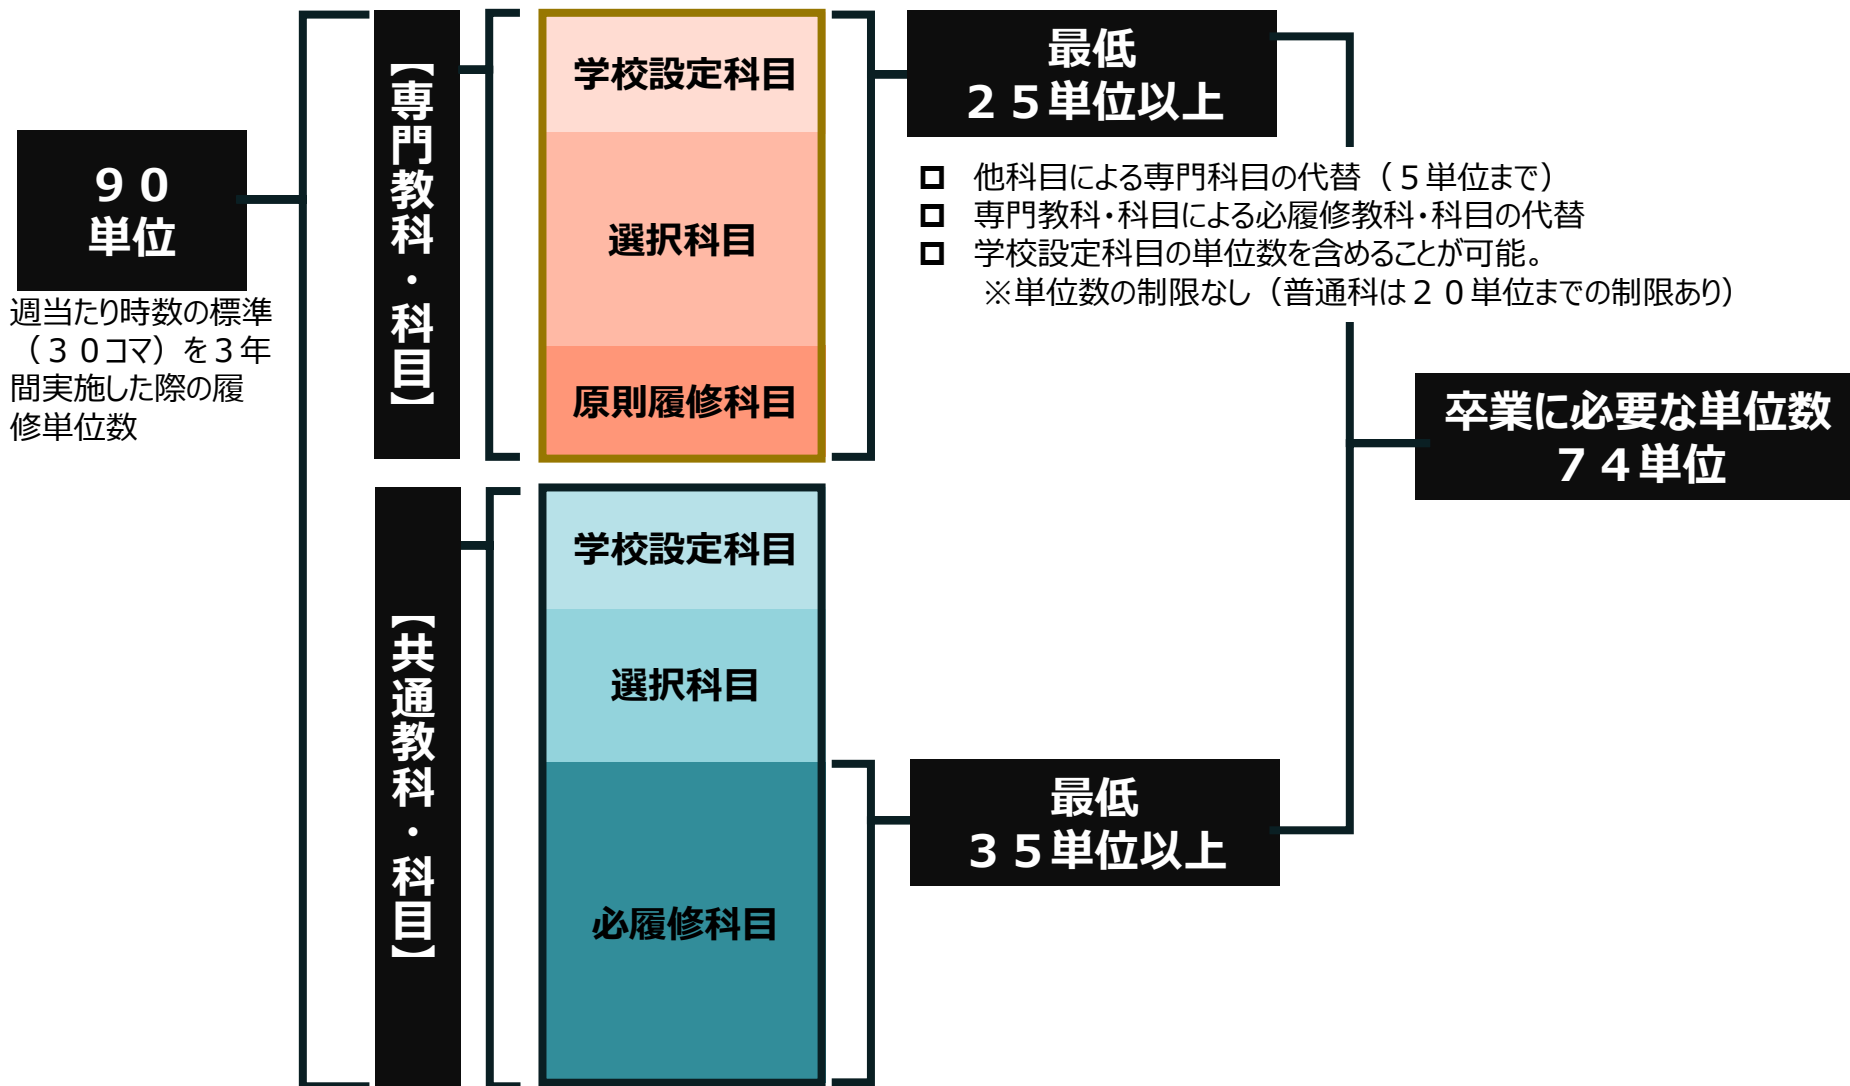 ９０
単位
週当たり時数の標準
（３０コマ）を３年
間実施した際の履
修単位数
【専門教科・科目】
学校設定科目
選択科目
原則履修科目
最低
２５単位以上
□ 他科目による専門科目の代替（５単位まで）
□ 専門教科・科目による必履修教科・科目の代替
□ 学校設定科目の単位数を含めることが可能。
※単位数の制限なし（普通科は２０単位までの制限あり）
【共通教科・科目】
学校設定科目
選択科目
必履修科目
最低
３５単位以上
卒業に必要な単位数
７４単位